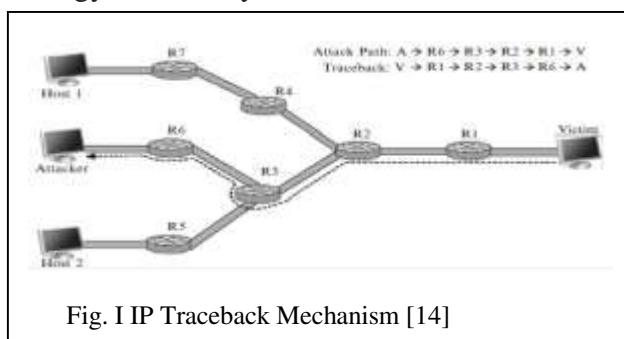 R7
Attack Path: A → R6 → R3 → R2 → R1 → V
Traceback: V → R1 → R2 → R3 → R6 → A
Host 1
R4
R6
R2
R1
Victim
Attacker
R3
R5
Host 2
Fig. I IP Traceback Mechanism [14]